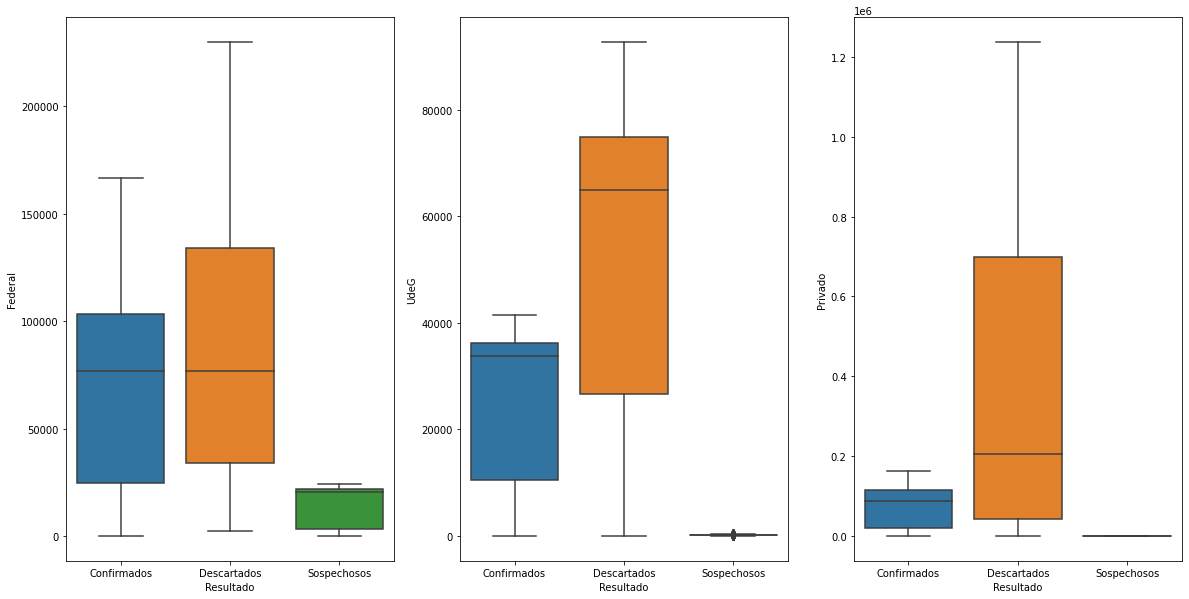 Federal
200000
150000
100000
50000
0
Confirmados Descartados Sospechosos
Resultado
UdeG
80000
60000
40000
20000
0
Confirmados Descartados Sospechosos
Resultado
1e6
Privado
1.2
1.0
0.8
0.6
0.4
0.2
0.0
Confirmados Descartados Sospechosos
Resultado